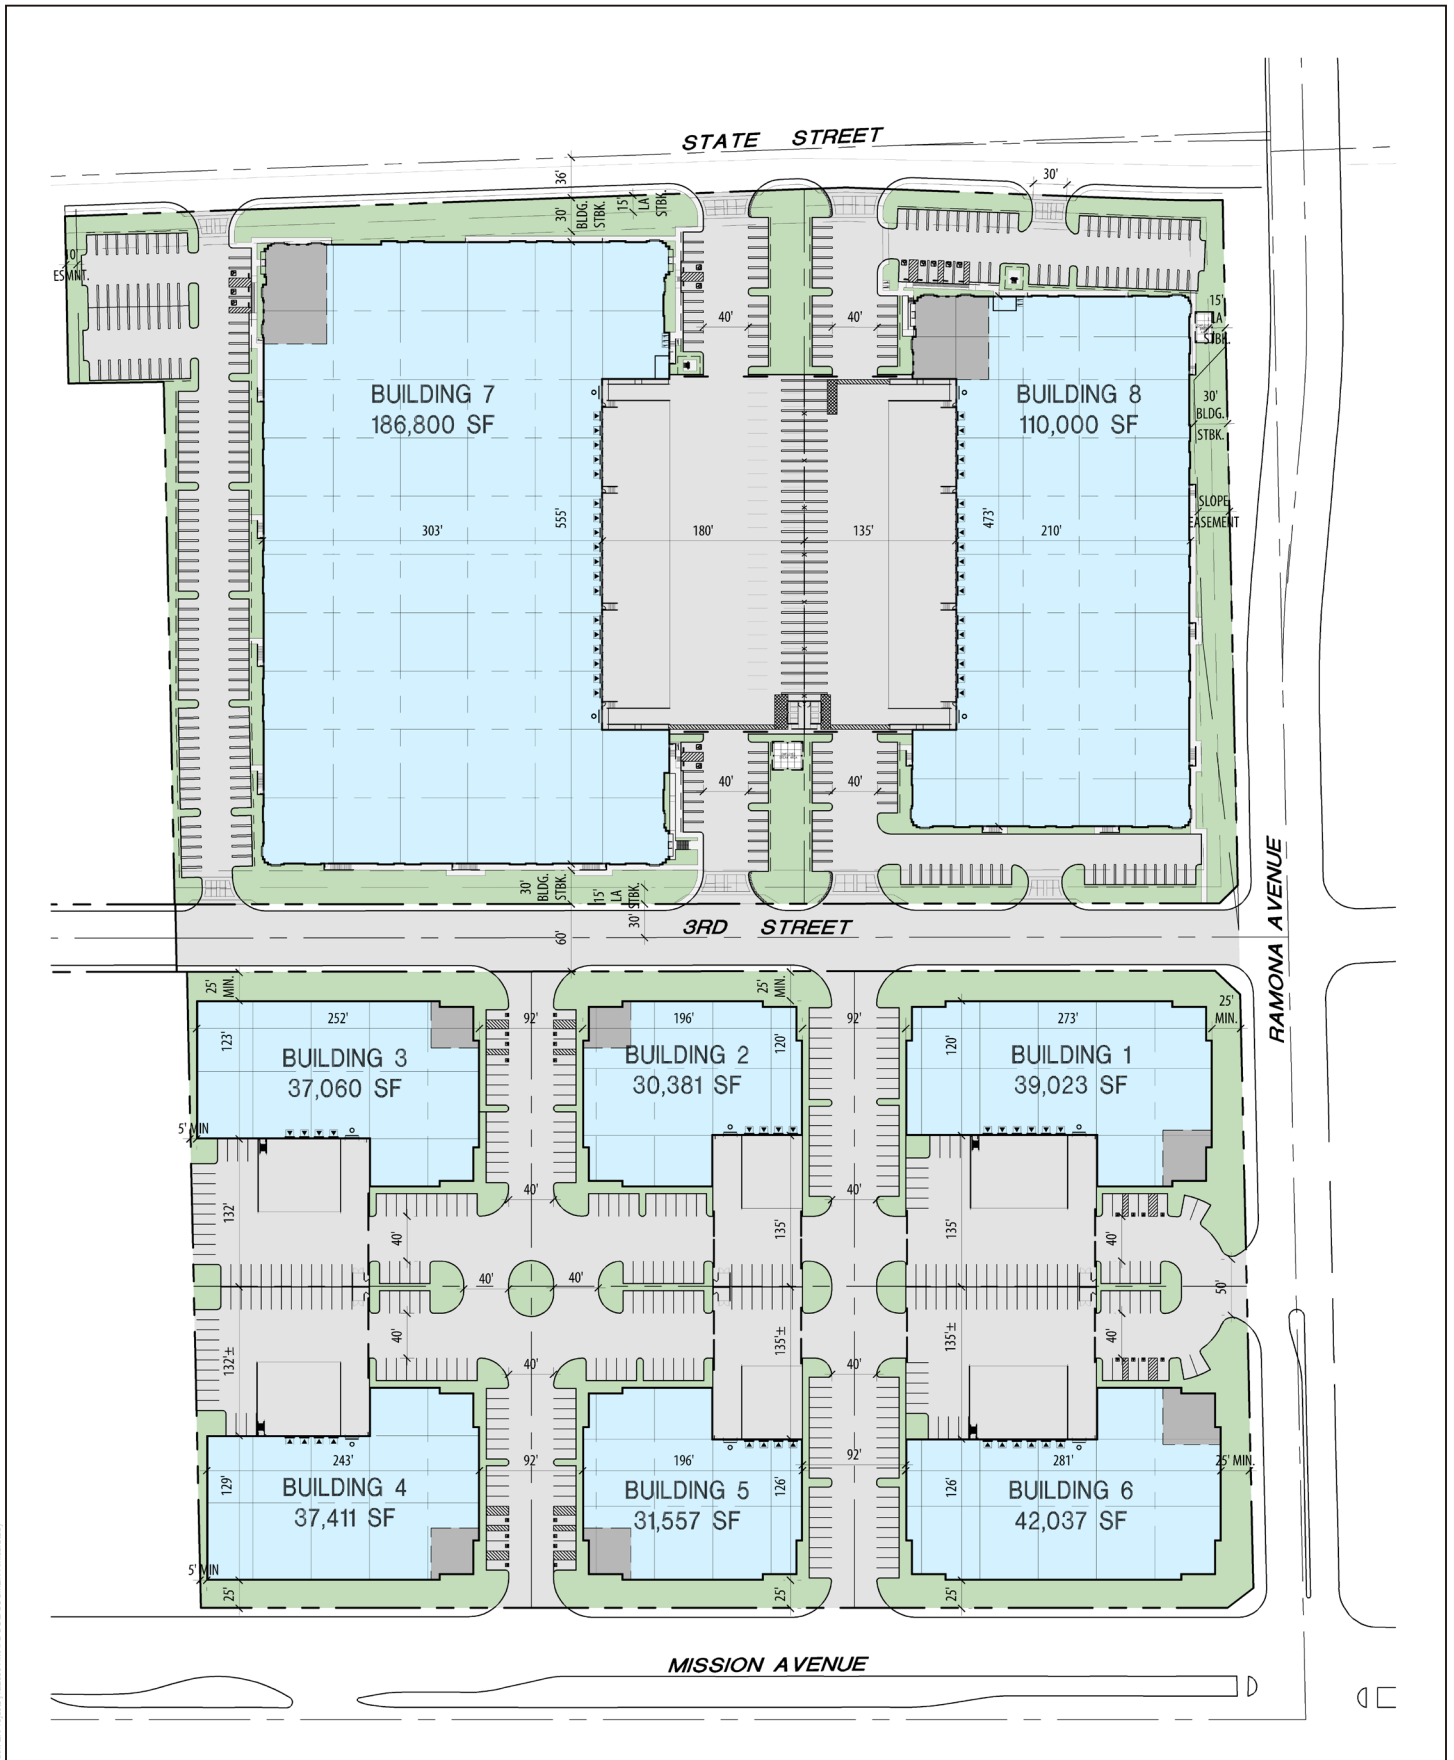 STATE STREET
36'
30'
30'
BLDG.
STBK.
15'
LA
STBK.
10'
ESMNT.
40'
40'
15'
LA
STBK.
BUILDING 7
186,800 SF
BUILDING 8
110,000 SF
30'
BLDG.
STBK.
SLOPE
EASEMENT
303'
555'
180'
135'
473'
210'
40'
40'
30'
BLDG.
STBK.
15'
LA
STBK.
30'
60'
3RD STREET
RAMONA AVENUE
25'
MIN.
25'
MIN.
25'
MIN.
252'
92'
196'
92'
273'
123'
120'
120'
BUILDING 3
37,060 SF
BUILDING 2
30,381 SF
BUILDING 1
39,023 SF
5' MIN
40'
40'
132'
135'
135'
40'
40'
40'
40'
50'
132'±
135'±
135'±
40'
40'
40'
40'
243'
92'
196'
92'
281'
25' MIN.
129'
126'
126'
BUILDING 4
37,411 SF
BUILDING 5
31,557 SF
BUILDING 6
42,037 SF
5' MIN
25'
25'
25'
MISSION AVENUE